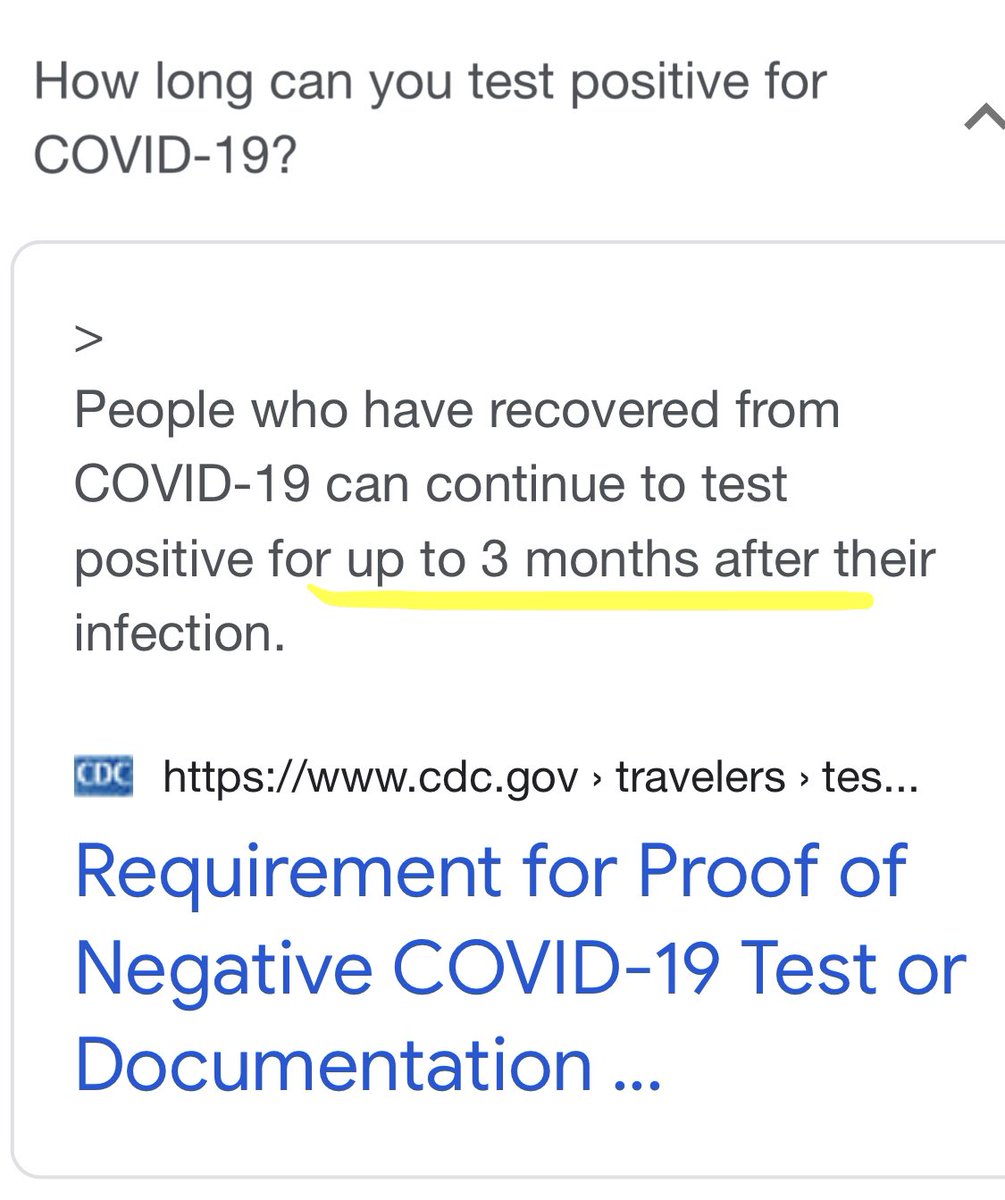 How long can you test positive for
COVID-19?
>
People who have recovered from
COVID-19 can continue to test
positive for up to 3 months after their
infection.
CDC https://www.cdc.gov › travelers › tes...
Requirement for Proof of
Negative COVID-19 Test or
Documentation ...